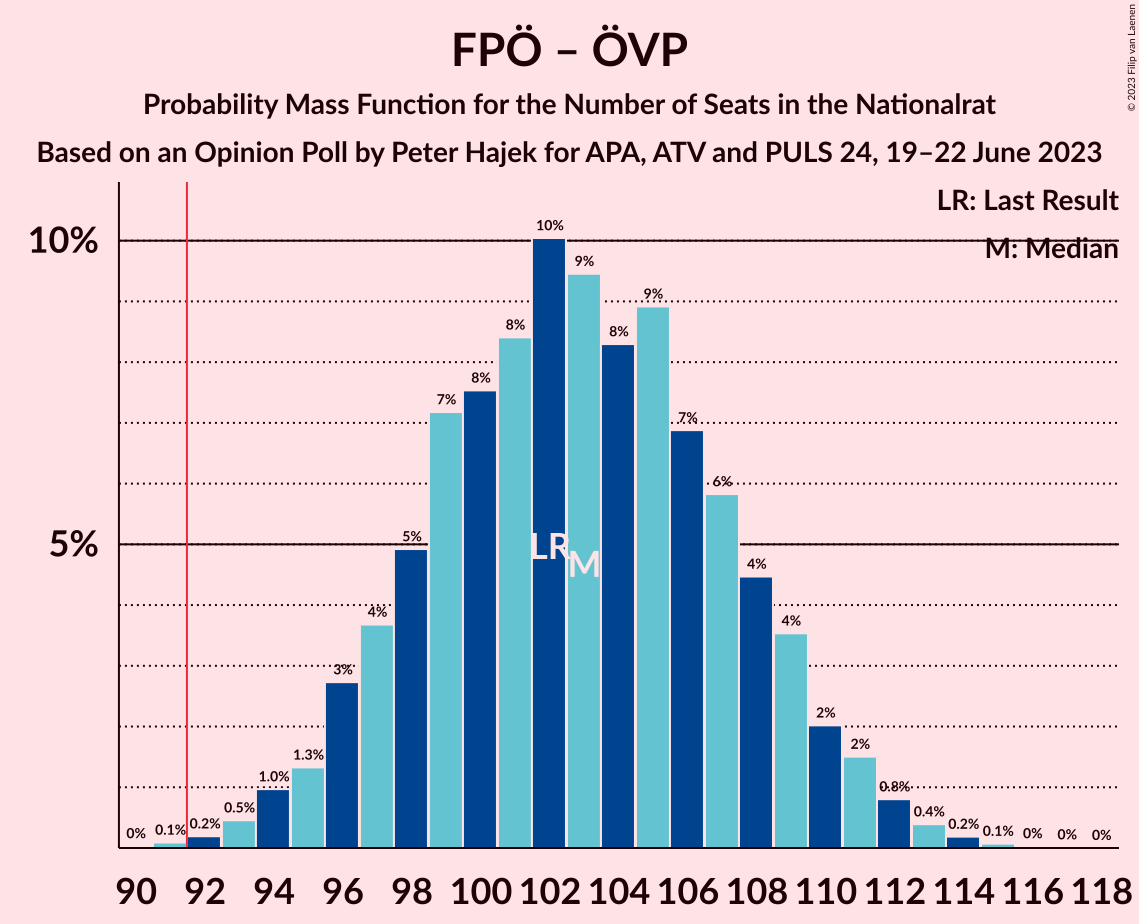 FPÖ – ÖVP
Probability Mass Function for the Number of Seats in the Nationalrat
Based on an Opinion Poll by Peter Hajek for APA, ATV and PULS 24, 19–22 June 2023
© 2023 Filip van Laenen
LR: Last Result
M: Median
10%
5%
0% 0.1% 0.2% 0.5% 1.0% 1.3% 3% 4% 5% 7% 8% 8% 10% 9% 8% 9% 7% 6% 4% 4% 2% 2% 0.8% 0.4% 0.2% 0.1% 0% 0% 0%
LR
M
90 92 94 96 98 100 102 104 106 108 110 112 114 116 118